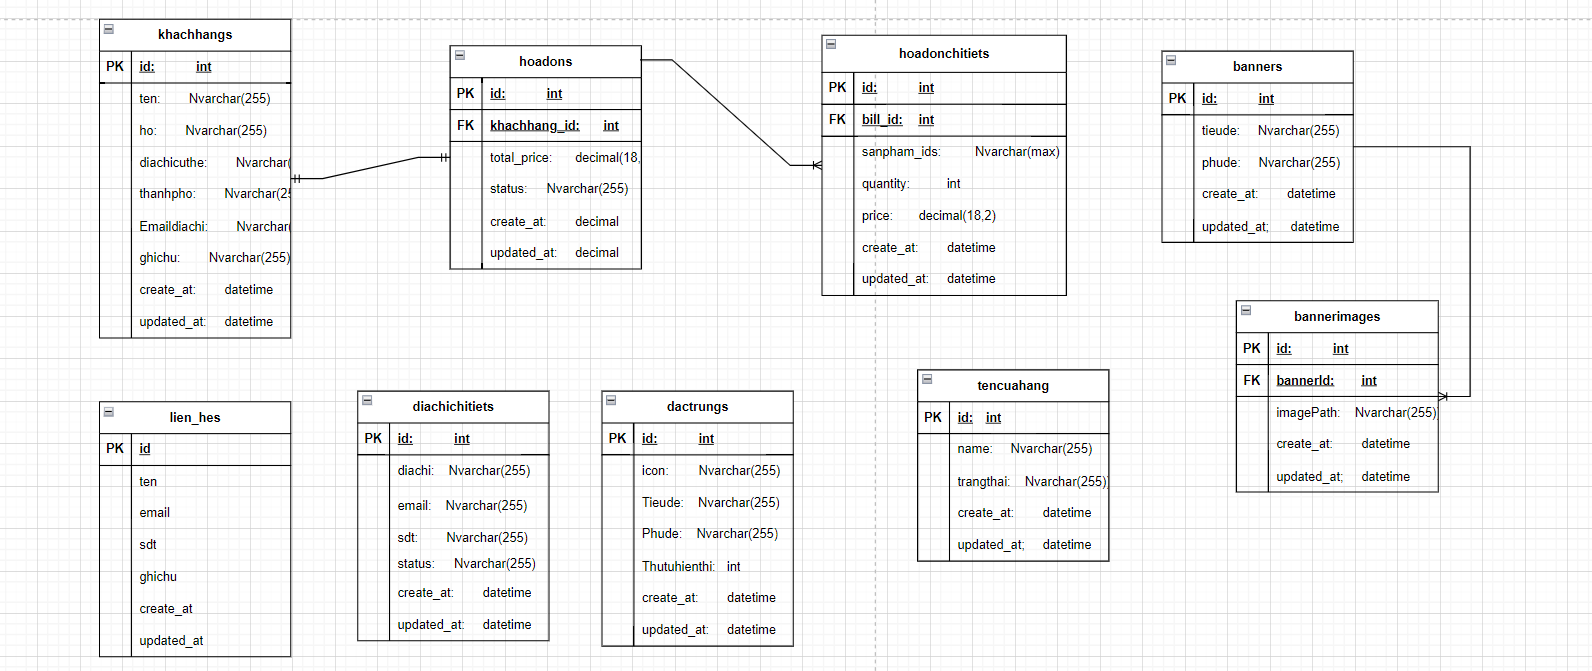 khachhangs
PK id: int
ten: Nvarchar(255)
ho: Nvarchar(255)
diachicuthe: Nvarchar(
thanhpho: Nvarchar(25
Emaildiachi: Nvarchar(
ghichu: Nvarchar(255)
create_at: datetime
updated_at: datetime
hoadons
PK id: int
FK khachhang_id: int
total_price: decimal(18,
status: Nvarchar(255)
create_at: decimal
updated_at: decimal
hoadonchitiets
PK id: int
FK bill_id: int
sanpham_ids: Nvarchar(max)
quantity: int
price: decimal(18,2)
create_at: datetime
updated_at: datetime
banners
PK id: int
tieude: Nvarchar(255)
phude: Nvarchar(255)
create_at: datetime
updated_at; datetime
bannerimages
PK id: int
FK bannerId: int
imagePath: Nvarchar(255)
create_at: datetime
updated_at; datetime
lien_hes
PK id
ten
email
sdt
ghichu
create_at
updated_at
diachichitiets
PK id: int
diachi: Nvarchar(255)
email: Nvarchar(255)
sdt: Nvarchar(255)
status: Nvarchar(255)
create_at: datetime
updated_at: datetime
dactrungs
PK id: int
icon: Nvarchar(255)
Tieude: Nvarchar(255)
Phude: Nvarchar(255)
Thutuhienthi: int
create_at: datetime
updated_at: datetime
tencuahang
PK id: int
name: Nvarchar(255)
trangthai: Nvarchar(255)
create_at: datetime
updated_at; datetime